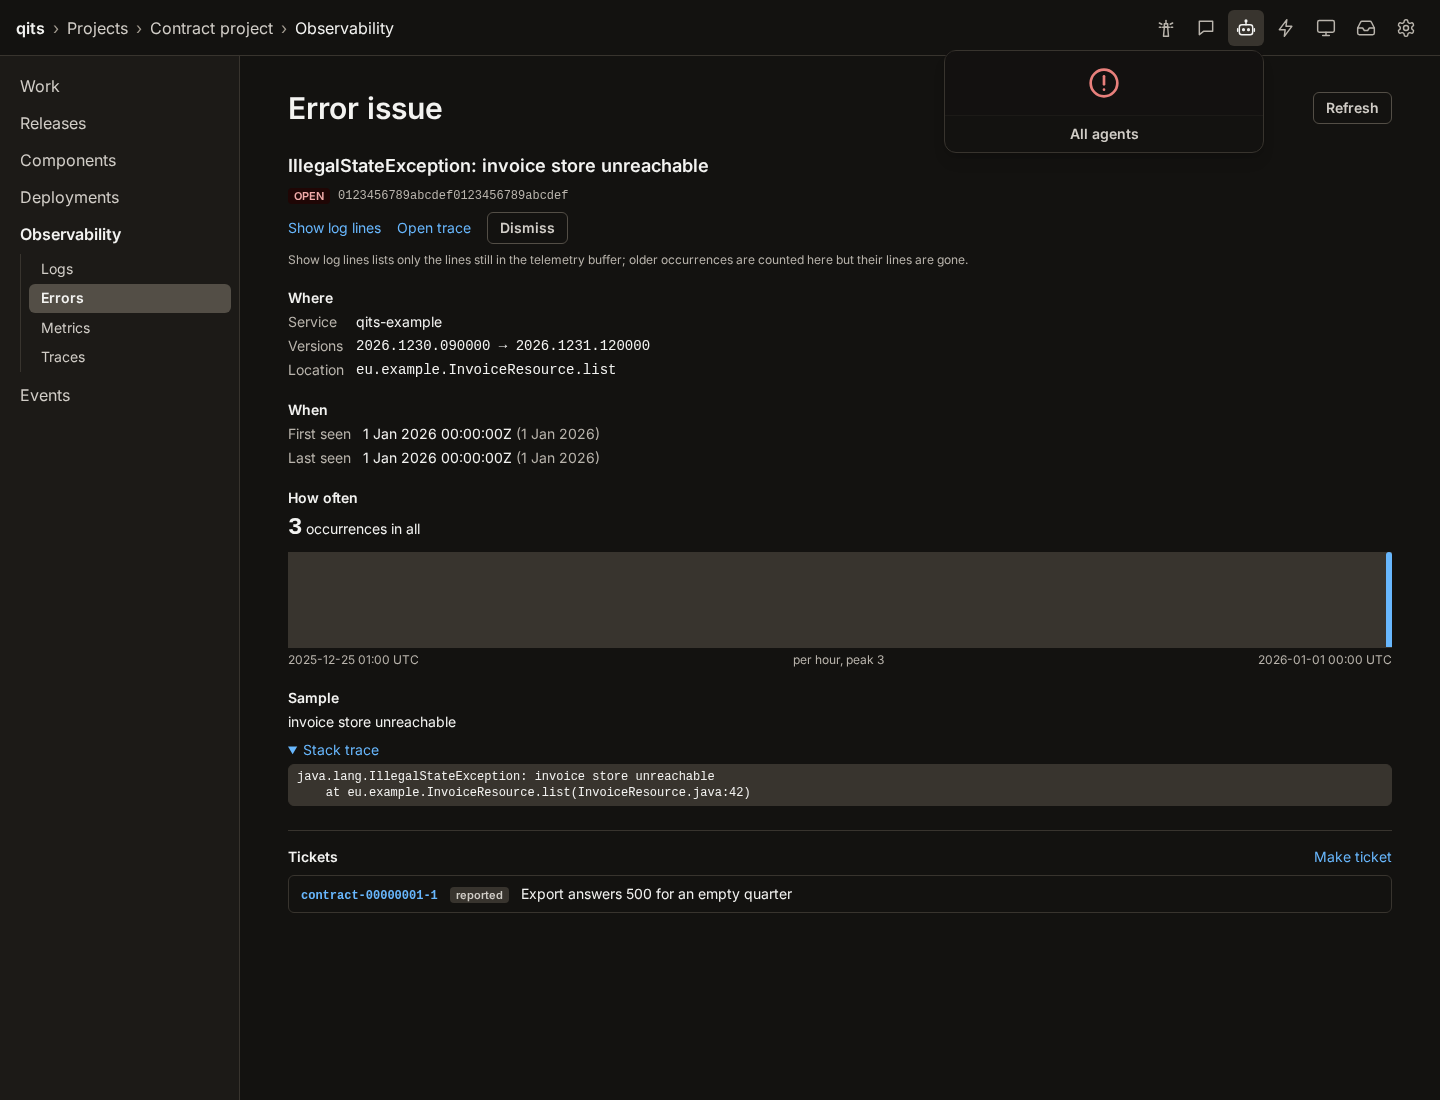 qits › Projects › Contract project › Observability
All agents
Work
Releases
Components
Deployments
Observability
Logs
Errors
Metrics
Traces
Events
Error issue
Refresh
IllegalStateException: invoice store unreachable
OPEN 0123456789abcdef0123456789abcdef
Show log lines Open trace Dismiss
Show log lines lists only the lines still in the telemetry buffer; older occurrences are counted here but their lines are gone.
Where
Service qits-example
Versions 2026.1230.090000 → 2026.1231.120000
Location eu.example.InvoiceResource.list
When
First seen 1 Jan 2026 00:00:00Z (1 Jan 2026)
Last seen 1 Jan 2026 00:00:00Z (1 Jan 2026)
How often
3 occurrences in all
2025-12-25 01:00 UTC per hour, peak 3 2026-01-01 00:00 UTC
Sample
invoice store unreachable
▼ Stack trace
java.lang.IllegalStateException: invoice store unreachable
    at eu.example.InvoiceResource.list(InvoiceResource.java:42)
Tickets Make ticket
contract-00000001-1 reported Export answers 500 for an empty quarter